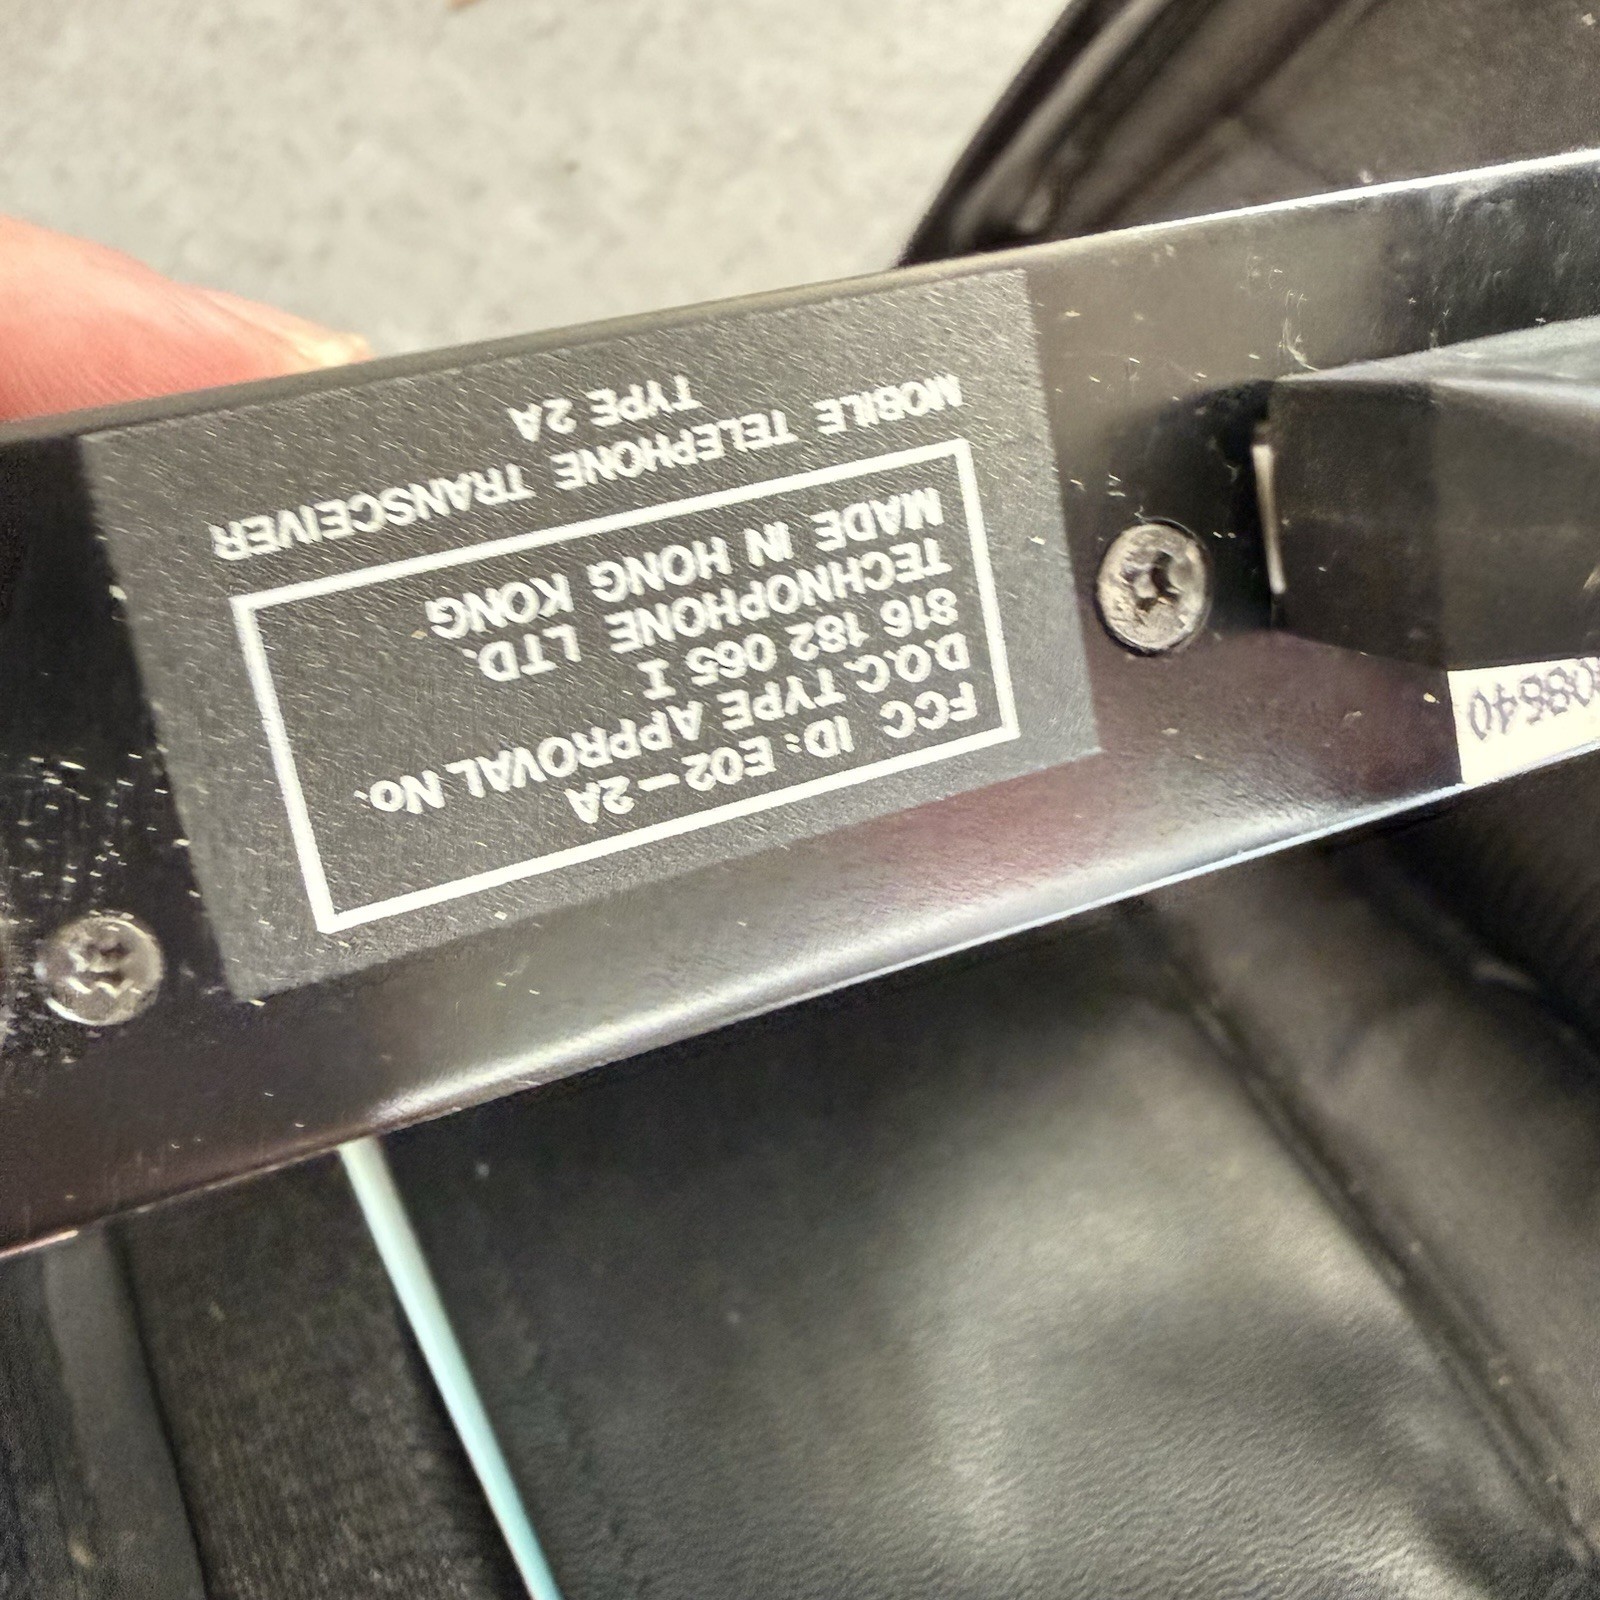 FCC ID: E02-2A
D.O.C. TYPE APPROVAL No.
816 182 065 I
TECHNOPHONE LTD.
MADE IN HONG KONG
MOBILE TELEPHONE TRANSCEIVER
TYPE 2A